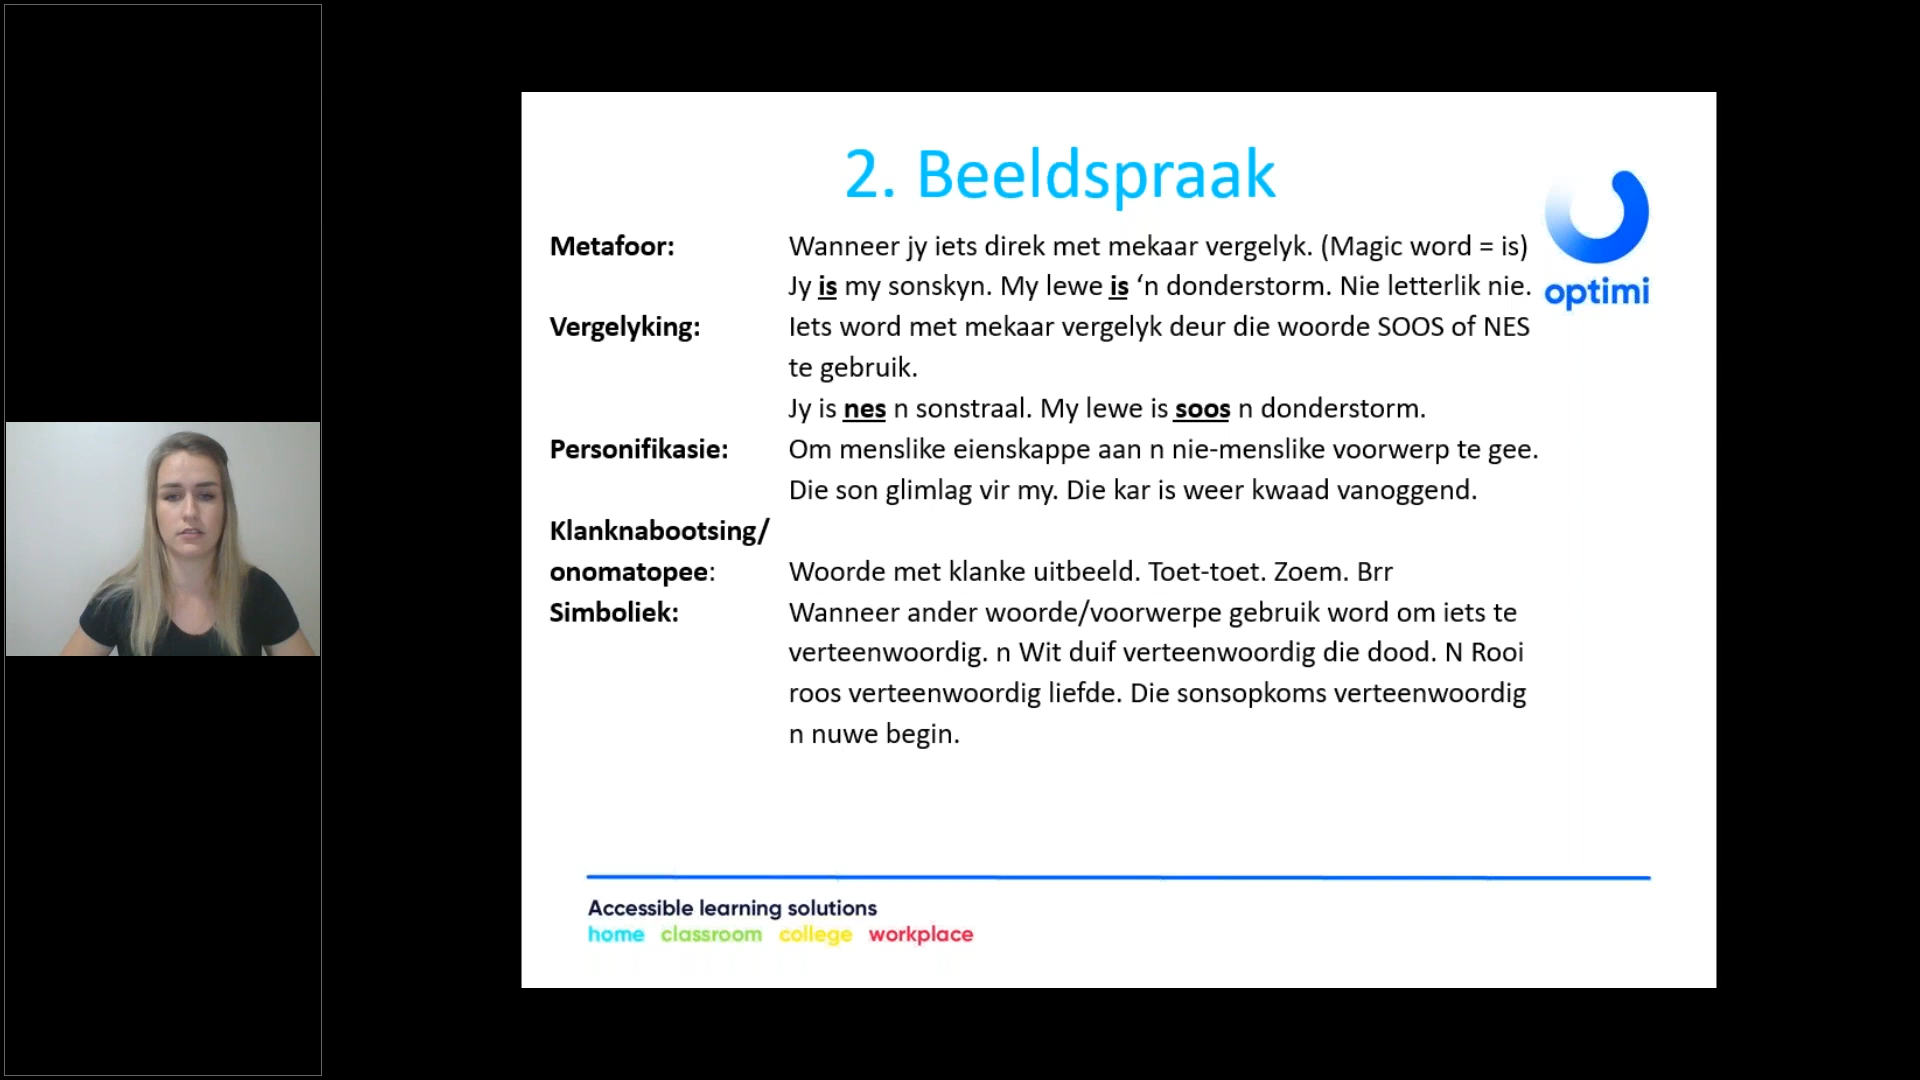 2. Beeldspraak
optimi
Metafoor: Wanneer jy iets direk met mekaar vergelyk. (Magic word = is)
Jy is my sonskyn. My lewe is ‘n donderstorm. Nie letterlik nie.
Vergelyking: Iets word met mekaar vergelyk deur die woorde SOOS of NES
te gebruik.
Jy is nes n sonstraal. My lewe is soos n donderstorm.
Personifikasie: Om menslike eienskappe aan n nie-menslike voorwerp te gee.
Die son glimlag vir my. Die kar is weer kwaad vanoggend.
Klanknabootsing/
onomatopee: Woorde met klanke uitbeeld. Toet-toet. Zoem. Brr
Simboliek: Wanneer ander woorde/voorwerpe gebruik word om iets te
verteenwoordig. n Wit duif verteenwoordig die dood. N Rooi
roos verteenwoordig liefde. Die sonsopkoms verteenwoordig
n nuwe begin.
Accessible learning solutions
home classroom college workplace